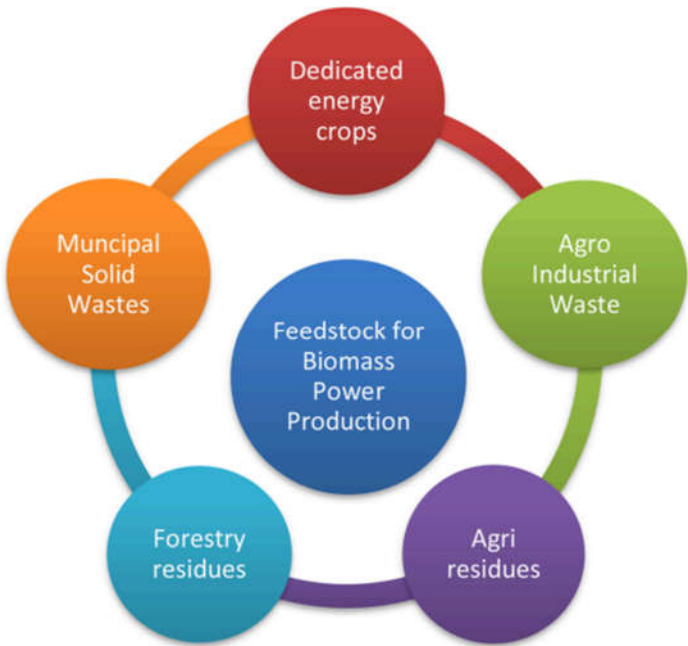 Dedicated
energy
crops
Muncipal
Solid
Wastes
Agro
Industrial
Waste
Feedstock for
Biomass
Power
Production
Forestry
residues
Agri
residues